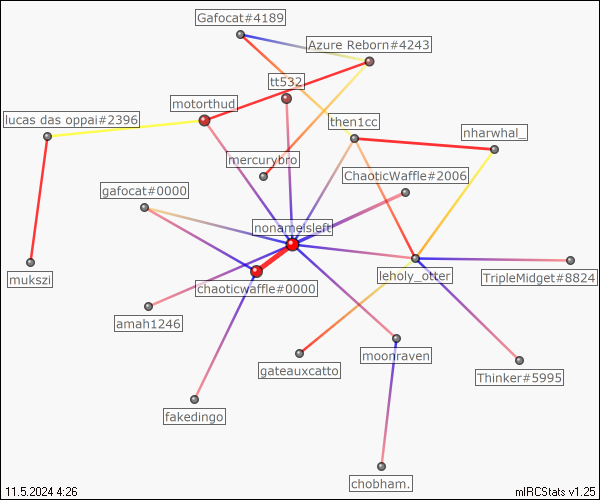 Gafocat#4189
Azure Reborn#4243
tt532
motorthud
lucas das oppai#2396
then1cc
nharwhal_
mercurybro
ChaoticWaffle#2006
gafocat#0000
nonameisleft
mukszi
chaoticwaffle#0000
leholy_otter
TripleMidget#8824
amah1246
moonraven
gateauxcatto
Thinker#5995
fakedingo
chobham.
11.5.2024 4:26
mIRCStats v1.25